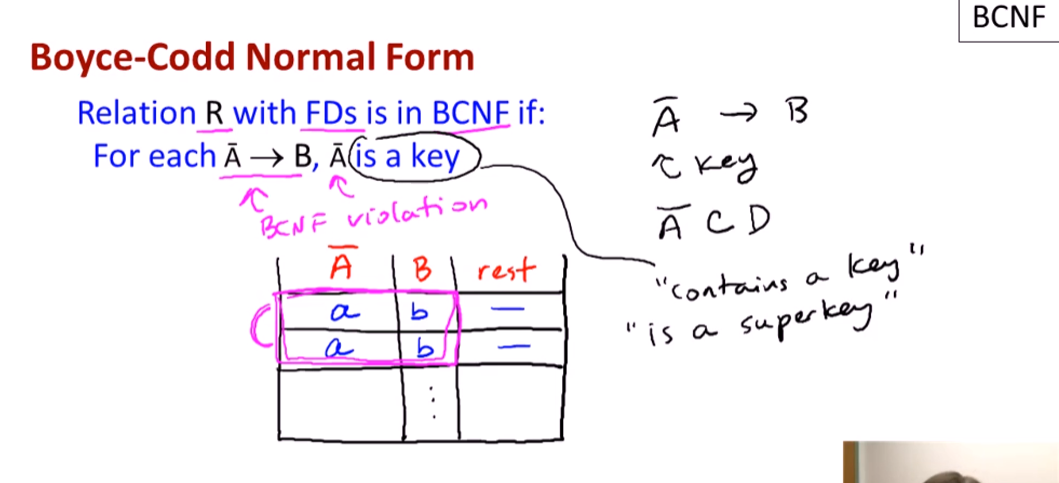 BCNF
Boyce-Codd Normal Form
Relation R with FDs is in BCNF if:
For each Ā → B, Ā is a key
BCNF violation
Ā B rest
a b —
a b —
⋮
Ā → B
↖ key
Ā C D
"contains a key"
"is a superkey"